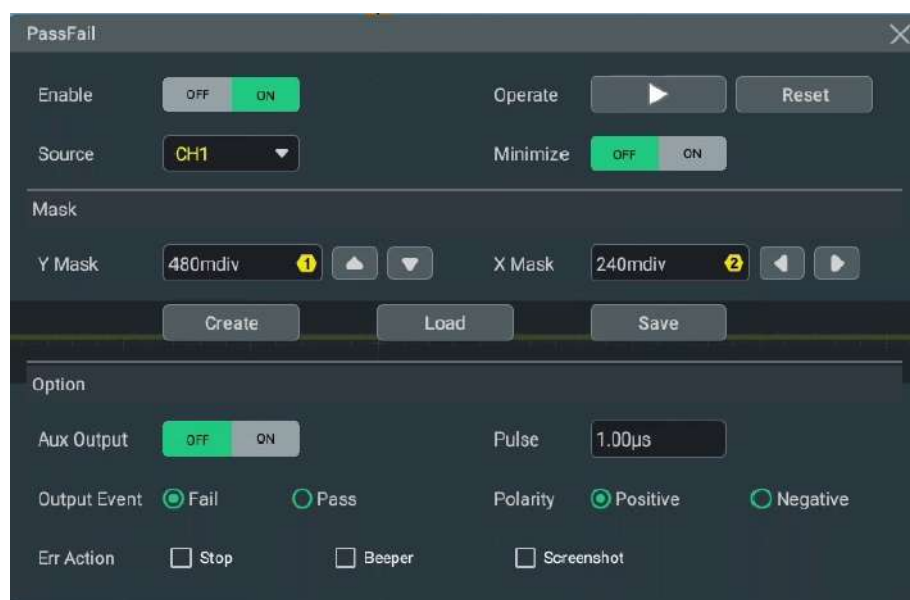 PassFail
Enable OFF ON Operate Reset
Source CH1 Minimize OFF ON
Mask
Y Mask 480mdiv 1 X Mask 240mdiv 2
Create Load Save
Option
Aux Output OFF ON Pulse 1.00µs
Output Event Fail Pass Polarity Positive Negative
Err Action Stop Beeper Screenshot